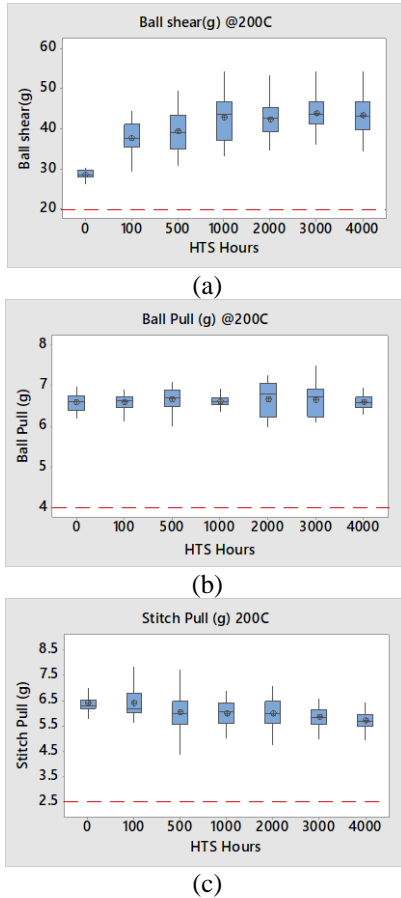 Ball shear(g) @200C
60
50
40
30
20
Ball shear(g)
0 100 500 1000 2000 3000 4000
HTS Hours
(a)
Ball Pull (g) @200C
8
7
6
5
4
Ball Pull (g)
0 100 500 1000 2000 3000 4000
HTS Hours
(b)
Stitch Pull (g) 200C
8.5
7.5
6.5
5.5
4.5
3.5
2.5
Stitch Pull (g)
0 100 500 1000 2000 3000 4000
HTS Hours
(c)